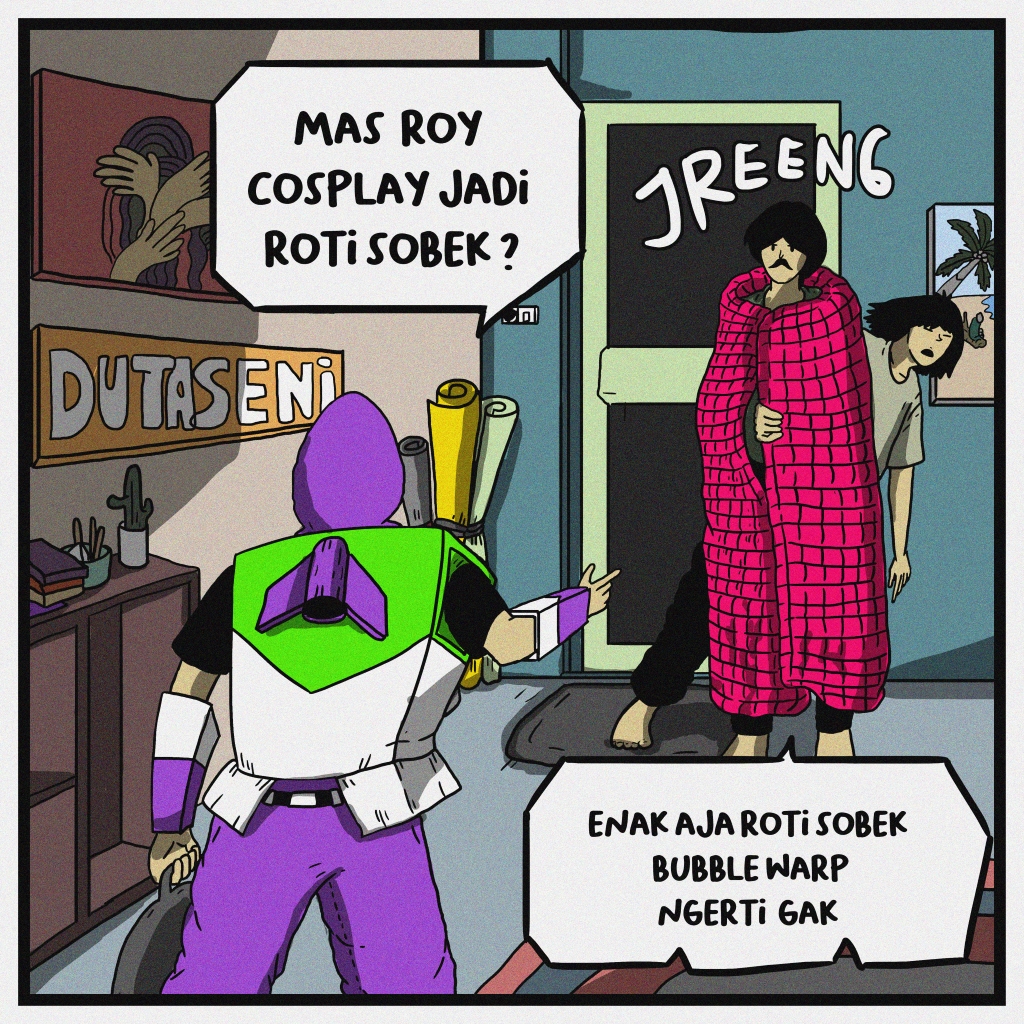 MAS ROY
COSPLAY JADi
ROTi SOBEK ?
JREENG
DUTASENi
ENAK AJA ROTi SOBEK
BUBBLE WARP
NGERTi GAK